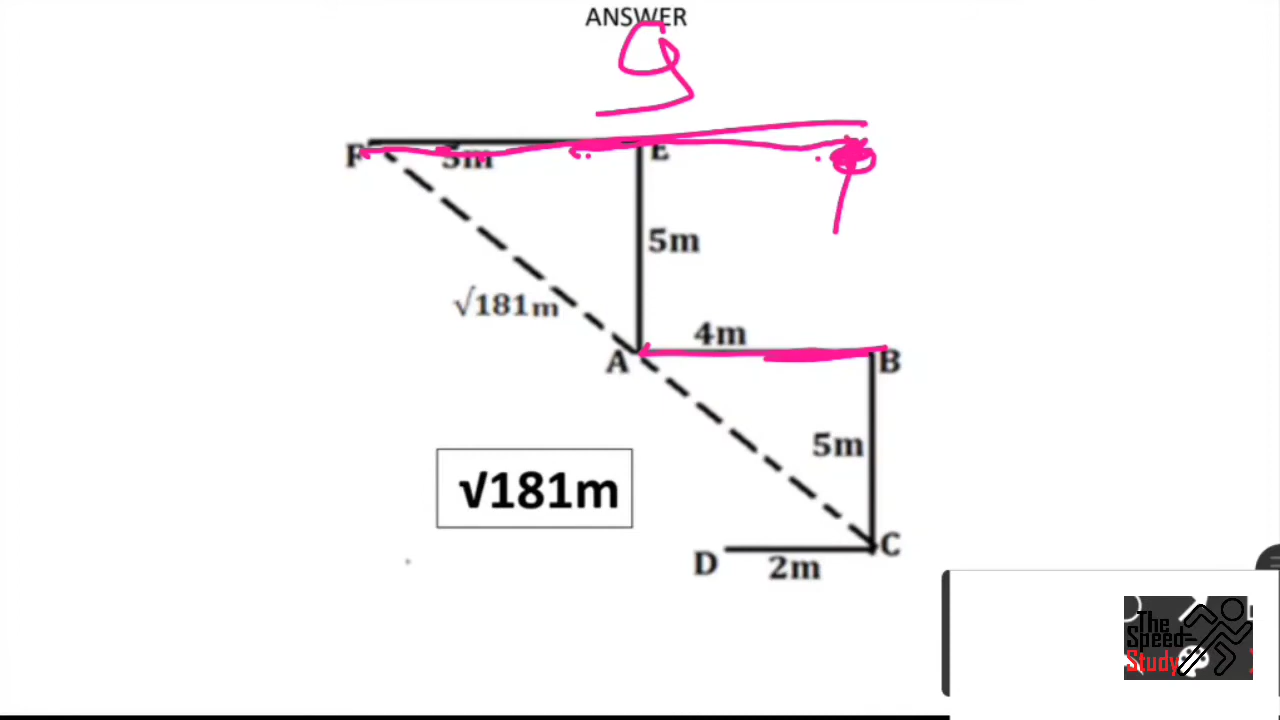 ANSWER
9
F
5m
E
5m
√181m
4m
A
B
5m
√181m
C
D
2m
The
Speed
Study